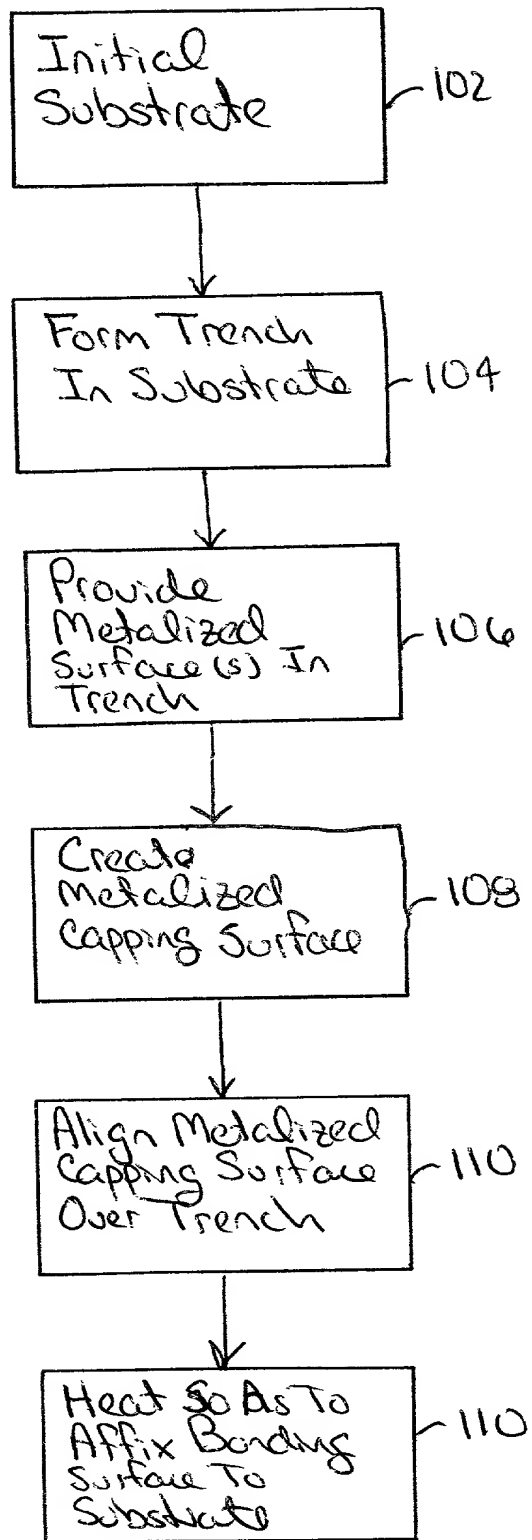 Initial
Substrate
102
Form Trench
In Substrate
104
Provide
Metalized
Surface(s) In
Trench
106
Create
Metalized
Capping Surface
108
Align Metalized
Capping Surface
Over Trench
110
Heat So As To
Affix Bonding
Surface To
Substrate
110